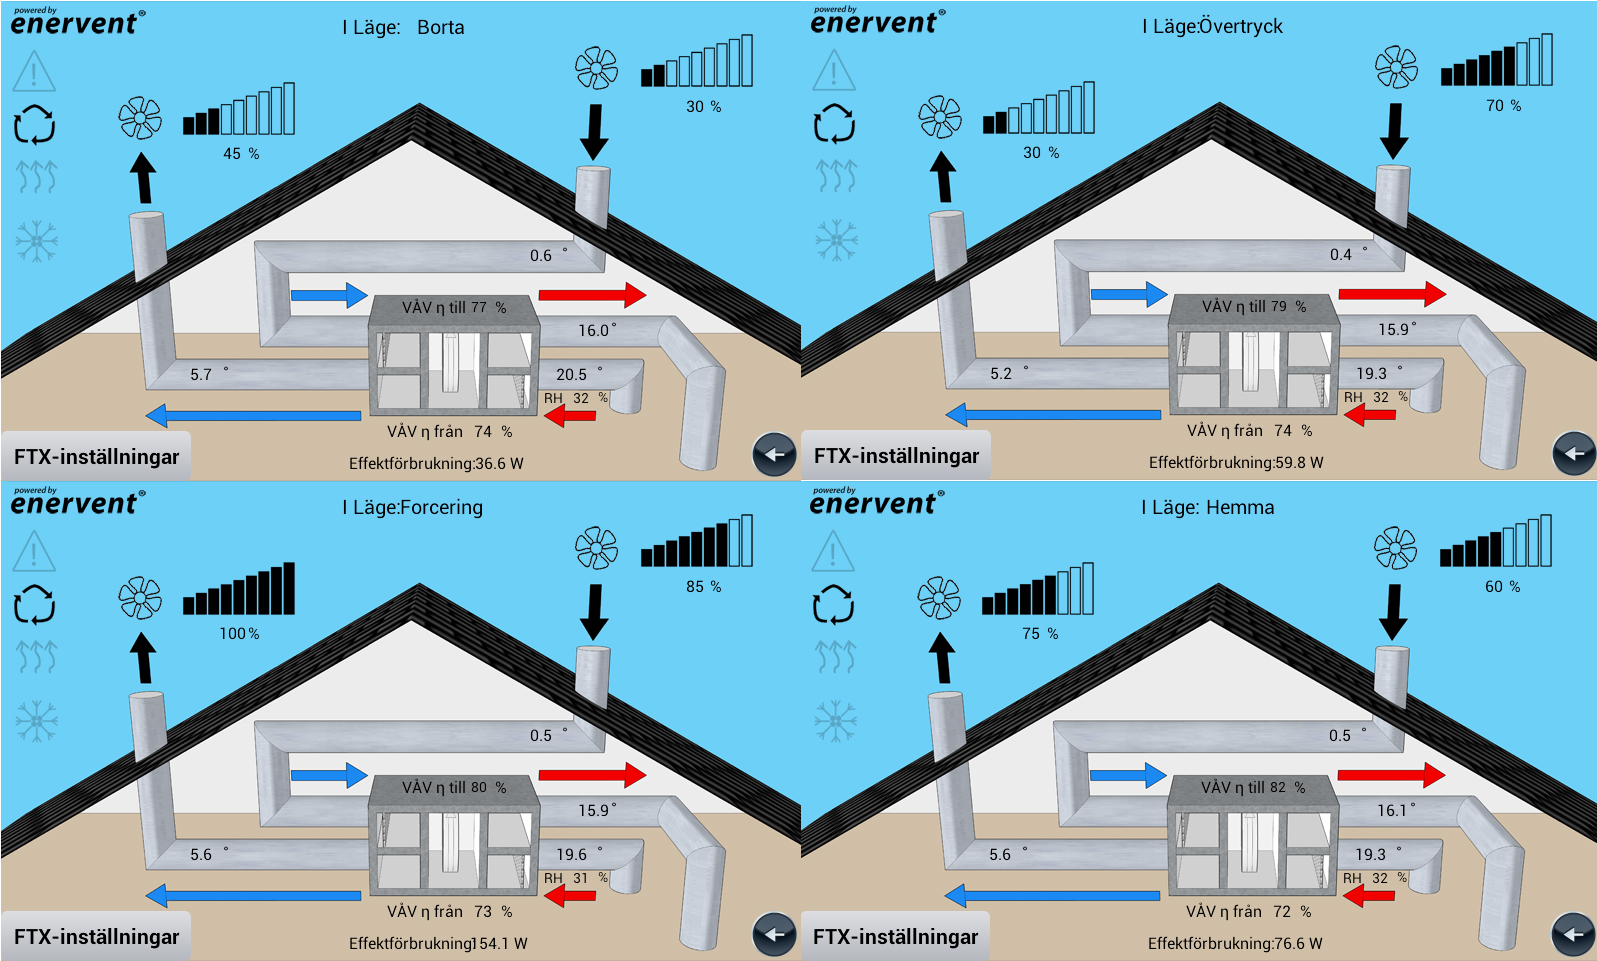 powered by
enervent®
I Läge: Borta
30 %
45 %
0.6 °
VÅV η till 77 %
16.0°
5.7 °
20.5 °
RH 32 %
VÅV η från 74 %
FTX-inställningar
Effektförbrukning:36.6 W
powered by
enervent®
I Läge:Övertryck
70 %
30 %
0.4 °
VÅV η till 79 %
15.9°
5.2 °
19.3 °
RH 32 %
VÅV η från 74 %
FTX-inställningar
Effektförbrukning:59.8 W
powered by
enervent®
I Läge:Forcering
85 %
100 %
0.5 °
VÅV η till 80 %
15.9°
5.6 °
19.6 °
RH 31 %
VÅV η från 73 %
FTX-inställningar
Effektförbrukning:154.1 W
powered by
enervent®
I Läge: Hemma
60 %
75 %
0.5 °
VÅV η till 82 %
16.1°
5.6 °
19.3 °
RH 32 %
VÅV η från 72 %
FTX-inställningar
Effektförbrukning:76.6 W